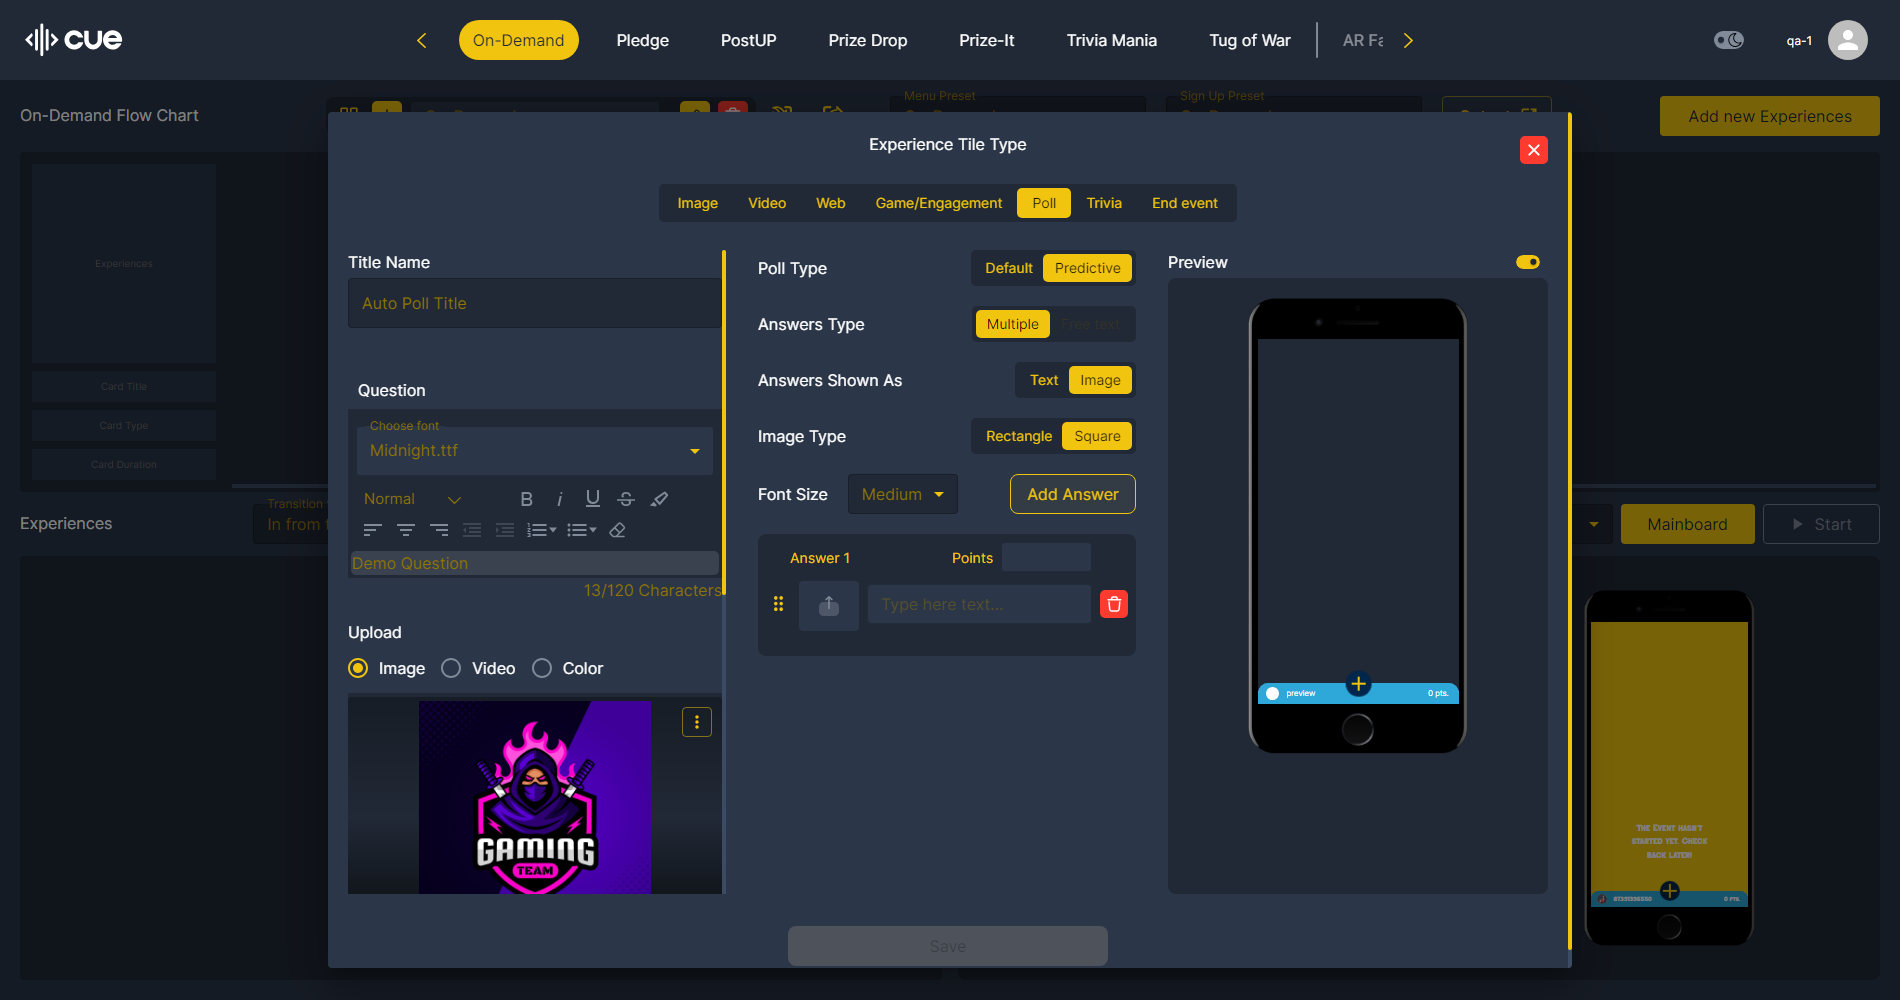 cue
On-Demand
Pledge
PostUP
Prize Drop
Prize-It
Trivia Mania
Tug of War
AR Fa
qa-1
On-Demand Flow Chart
Menu Preset
Sign Up Preset
Add new Experiences
Experience Tile Type
Image
Video
Web
Game/Engagement
Poll
Trivia
End event
Experiences
Card Title
Card Type
Card Duration
Title Name
Auto Poll Title
Question
Choose font
Midnight.ttf
Normal
B
i
U
S
Demo Question
13/120 Characters
Upload
Image
Video
Color
GAMING
TEAM
Poll Type
Default
Predictive
Answers Type
Multiple
Free text
Answers Shown As
Text
Image
Image Type
Rectangle
Square
Font Size
Medium
Add Answer
Answer 1
Points
Type here text...
Preview
preview
0 pts.
Save
Experiences
Transition
In from
Mainboard
Start
The Event hasn't
started yet. Check
back later!
0 pts.